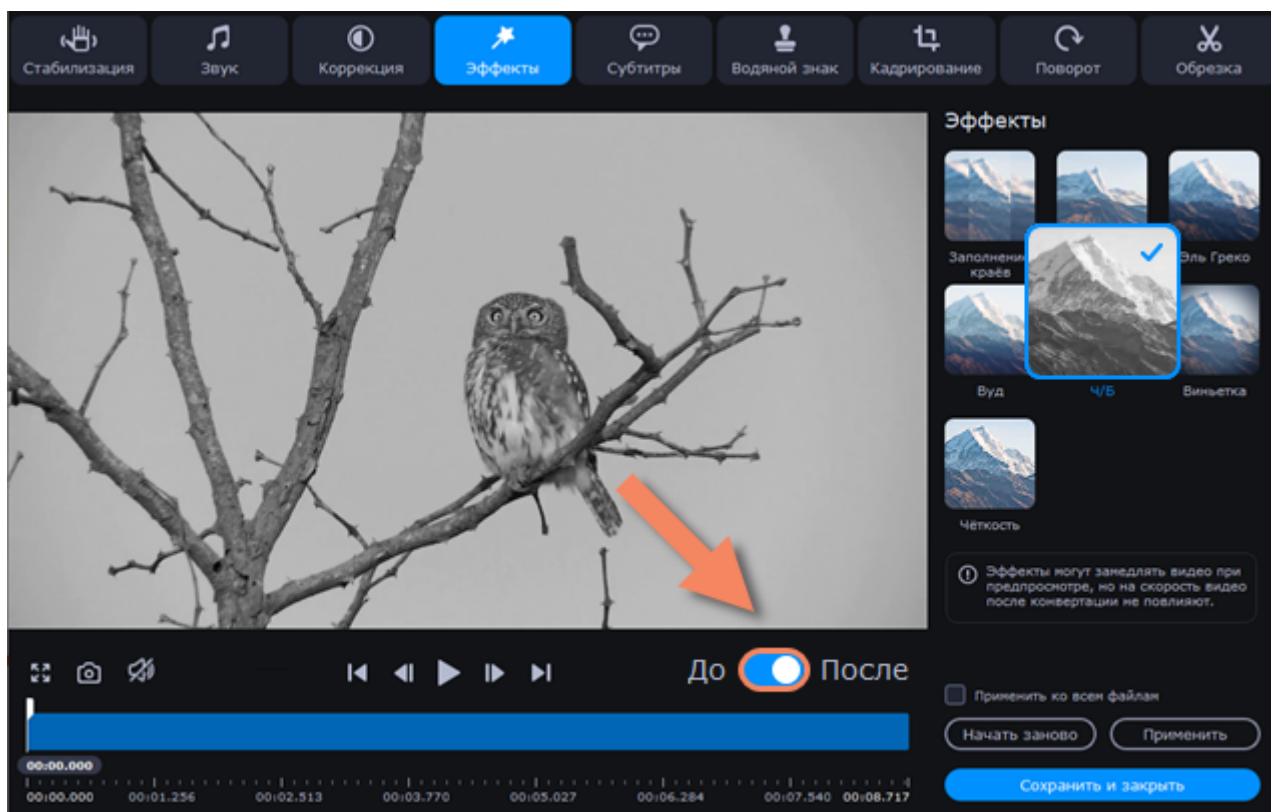 Стабилизация
Звук
Коррекция
Эффекты
Субтитры
Водяной знак
Кадрирование
Поворот
Обрезка
Эффекты
Заполнение
краёв
Эль Греко
Вуд
Ч/Б
Виньетка
Чёткость
Эффекты могут замедлять видео при
предпросмотре, но на скорость видео
после конвертации не повлияют.
До После
Применить ко всем файлам
Начать заново
Применить
Сохранить и закрыть
00:00.000
00:00.000 00:01.256 00:02.513 00:03.770 00:05.027 00:06.284 00:07.540 00:08.717